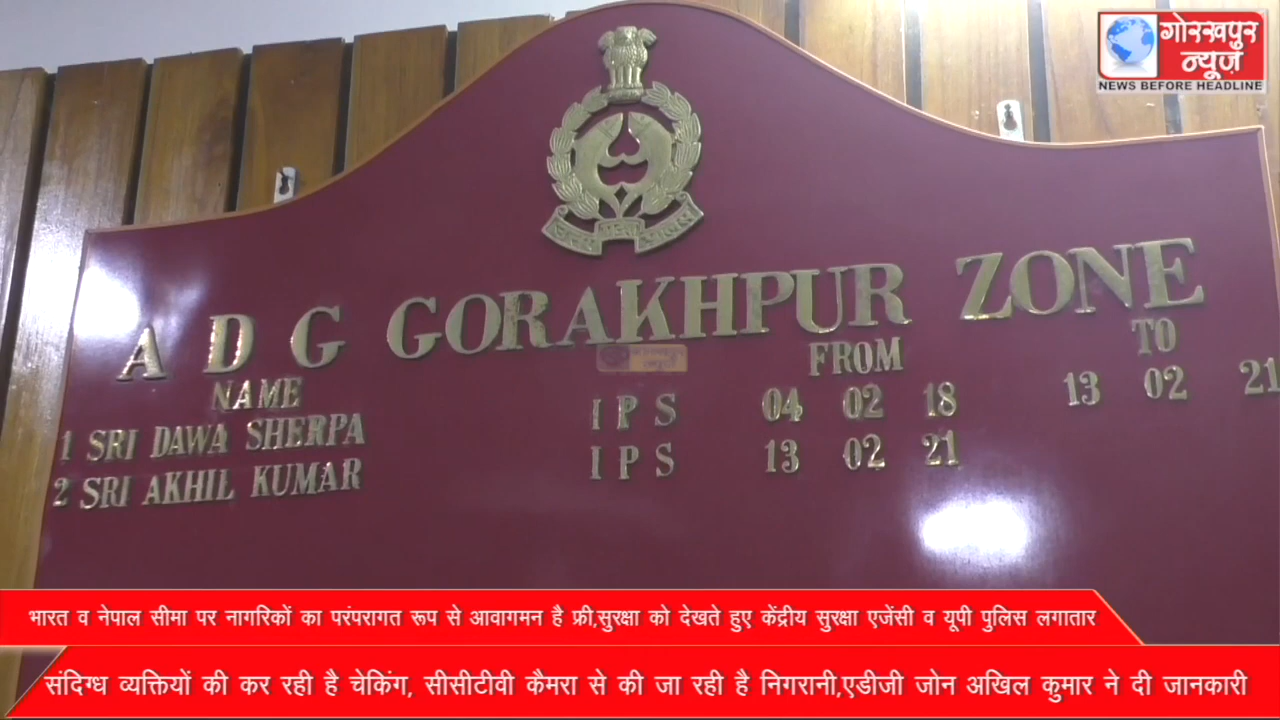 गोरखपुर
न्यूज़
NEWS BEFORE HEADLINE
A D G GORAKHPUR ZONE
NAME FROM TO
1 SRI DAWA SHERPA IPS 04 02 18 13 02 21
2 SRI AKHIL KUMAR IPS 13 02 21
भारत व नेपाल सीमा पर नागरिकों का परंपरागत रूप से आवागमन है फ्री,सुरक्षा को देखते हुए केंद्रीय सुरक्षा एजेंसी व यूपी पुलिस लगातार
संदिग्ध व्यक्तियों की कर रही है चेकिंग, सीसीटीवी कैमरा से की जा रही है निगरानी,एडीजी जोन अखिल कुमार ने दी जानकारी